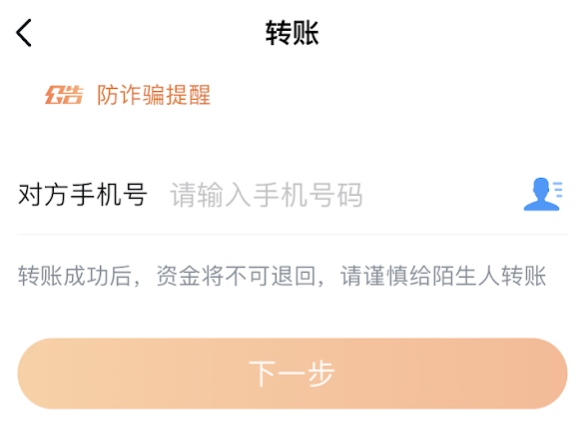 转账
公告 防诈骗提醒
对方手机号 请输入手机号码
转账成功后，资金将不可退回，请谨慎给陌生人转账
下一步